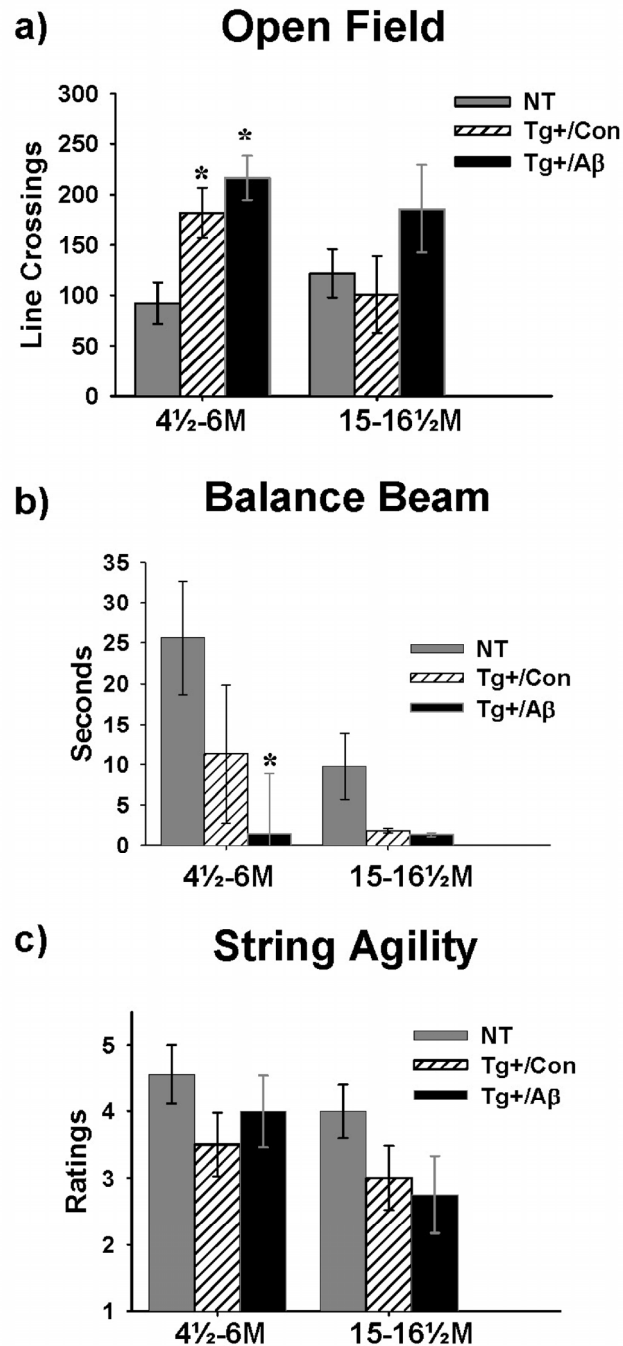 a) Open Field
300
250
200
150
100
50
0
Line Crossings
NT
Tg+/Con
Tg+/Aβ
* *
4½-6M 15-16½M
b) Balance Beam
35
30
25
20
15
10
5
0
Seconds
NT
Tg+/Con
Tg+/Aβ
*
4½-6M 15-16½M
c) String Agility
5
4
3
2
1
Ratings
NT
Tg+/Con
Tg+/Aβ
4½-6M 15-16½M